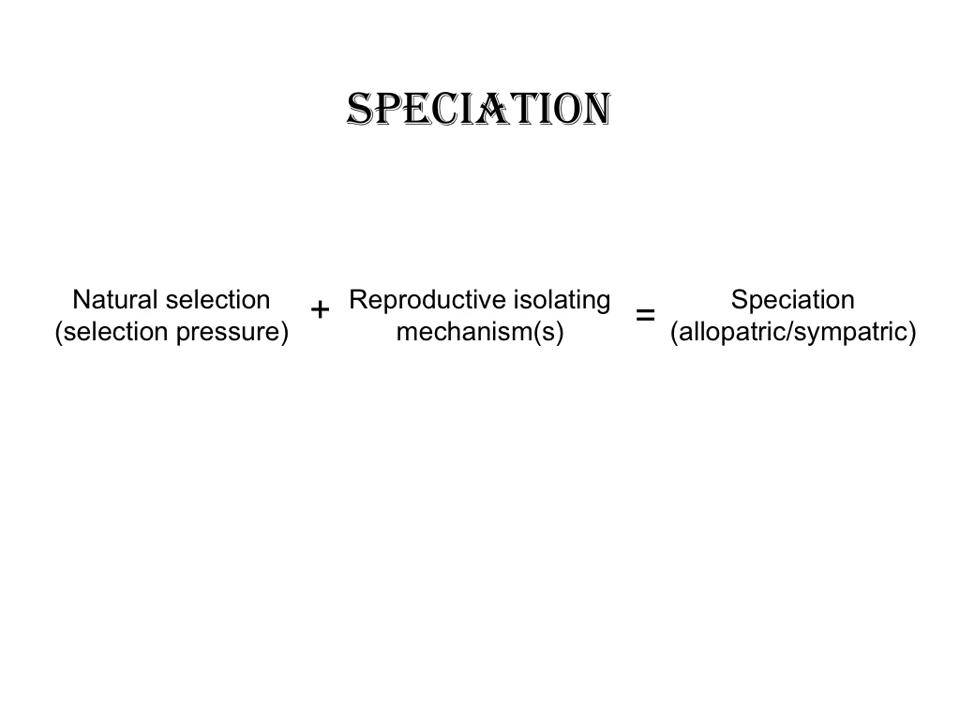 SPECIATION
Natural selection + Reproductive isolating = Speciation
(selection pressure) mechanism(s) (allopatric/sympatric)